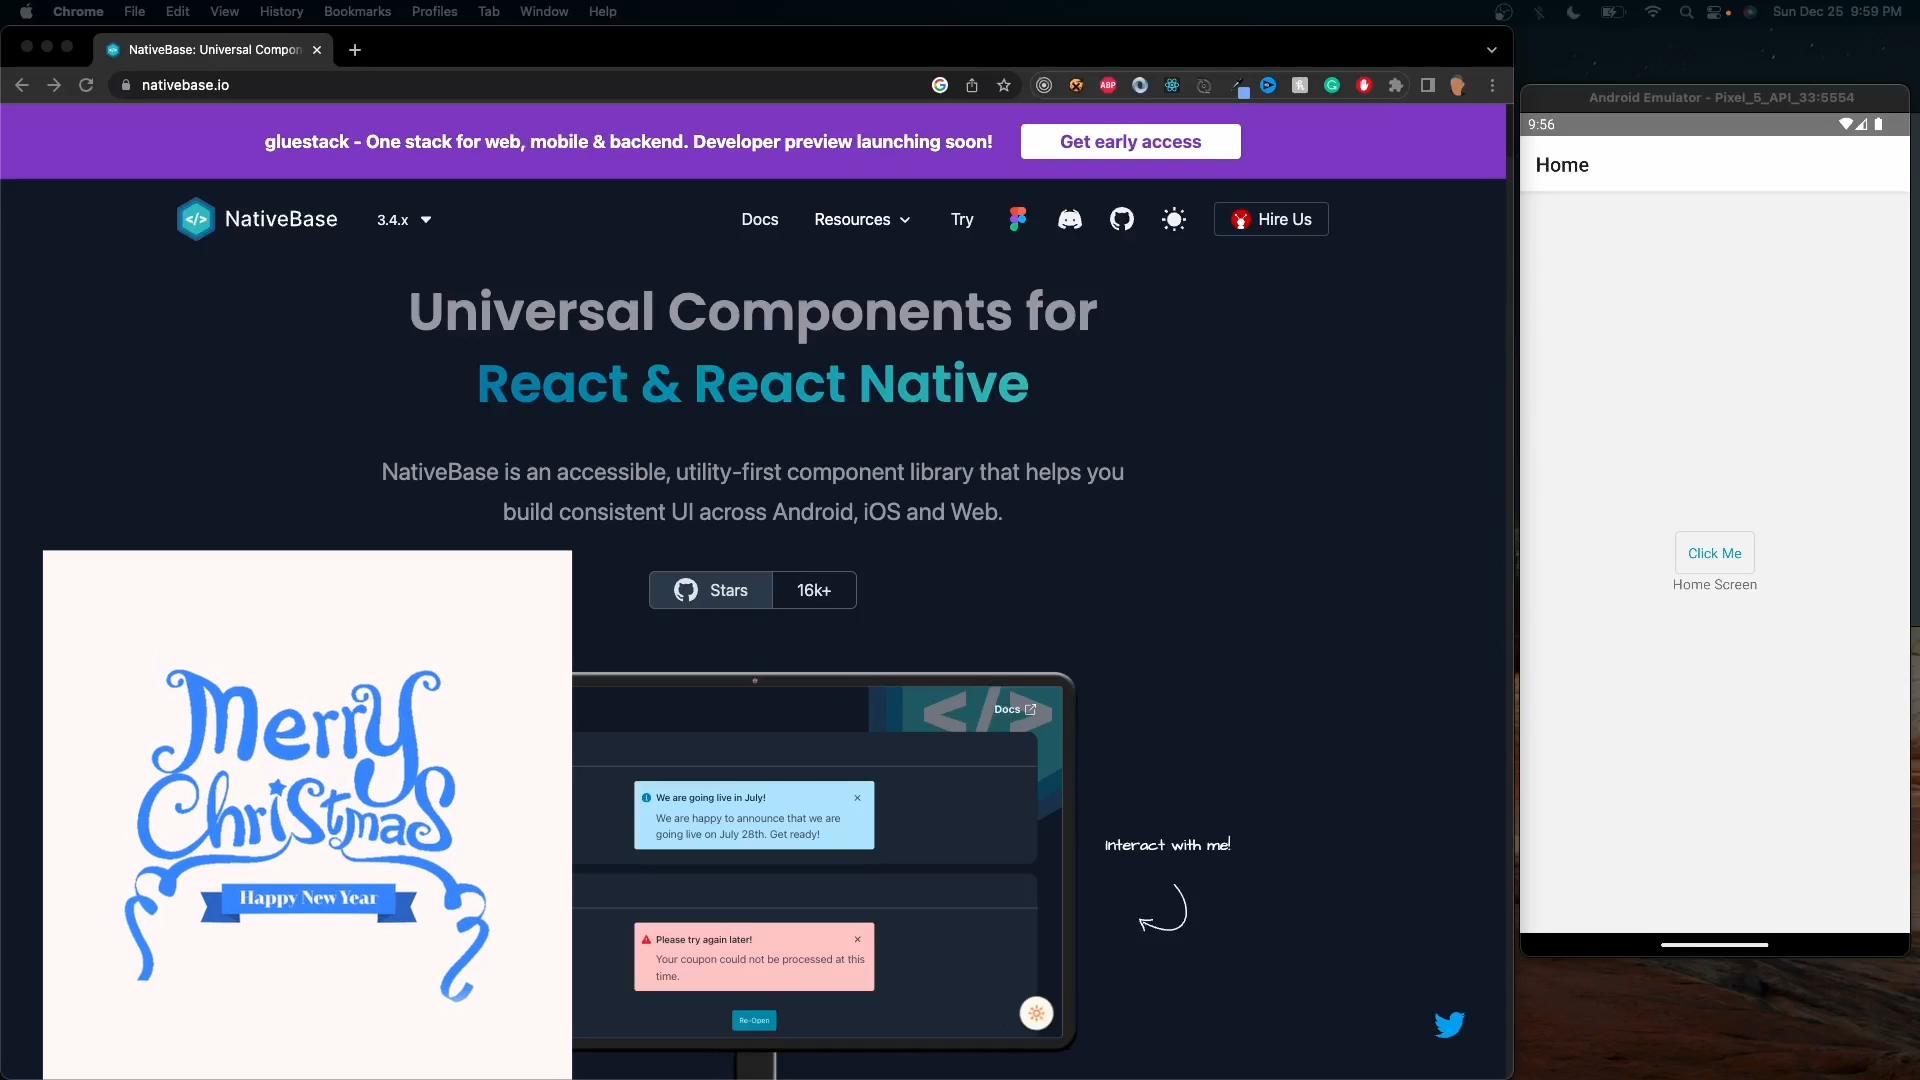 Chrome File Edit View History Bookmarks Profiles Tab Window Help
Sun Dec 25 9:59 PM
NativeBase: Universal Compon
nativebase.io
ABP
gluestack - One stack for web, mobile & backend. Developer preview launching soon!
Get early access
NativeBase
3.4.x
Docs
Resources
Try
Hire Us
Universal Components for
React & React Native
NativeBase is an accessible, utility-first component library that helps you
build consistent UI across Android, iOS and Web.
Stars
16k+
Docs
We are going live in July!
We are happy to announce that we are
going live on July 28th. Get ready!
Please try again later!
Your coupon could not be processed at this
time.
Re-Open
Interact with me!
Merry
Christmas
Happy New Year
Android Emulator - Pixel_5_API_33:5554
9:56
Home
Click Me
Home Screen